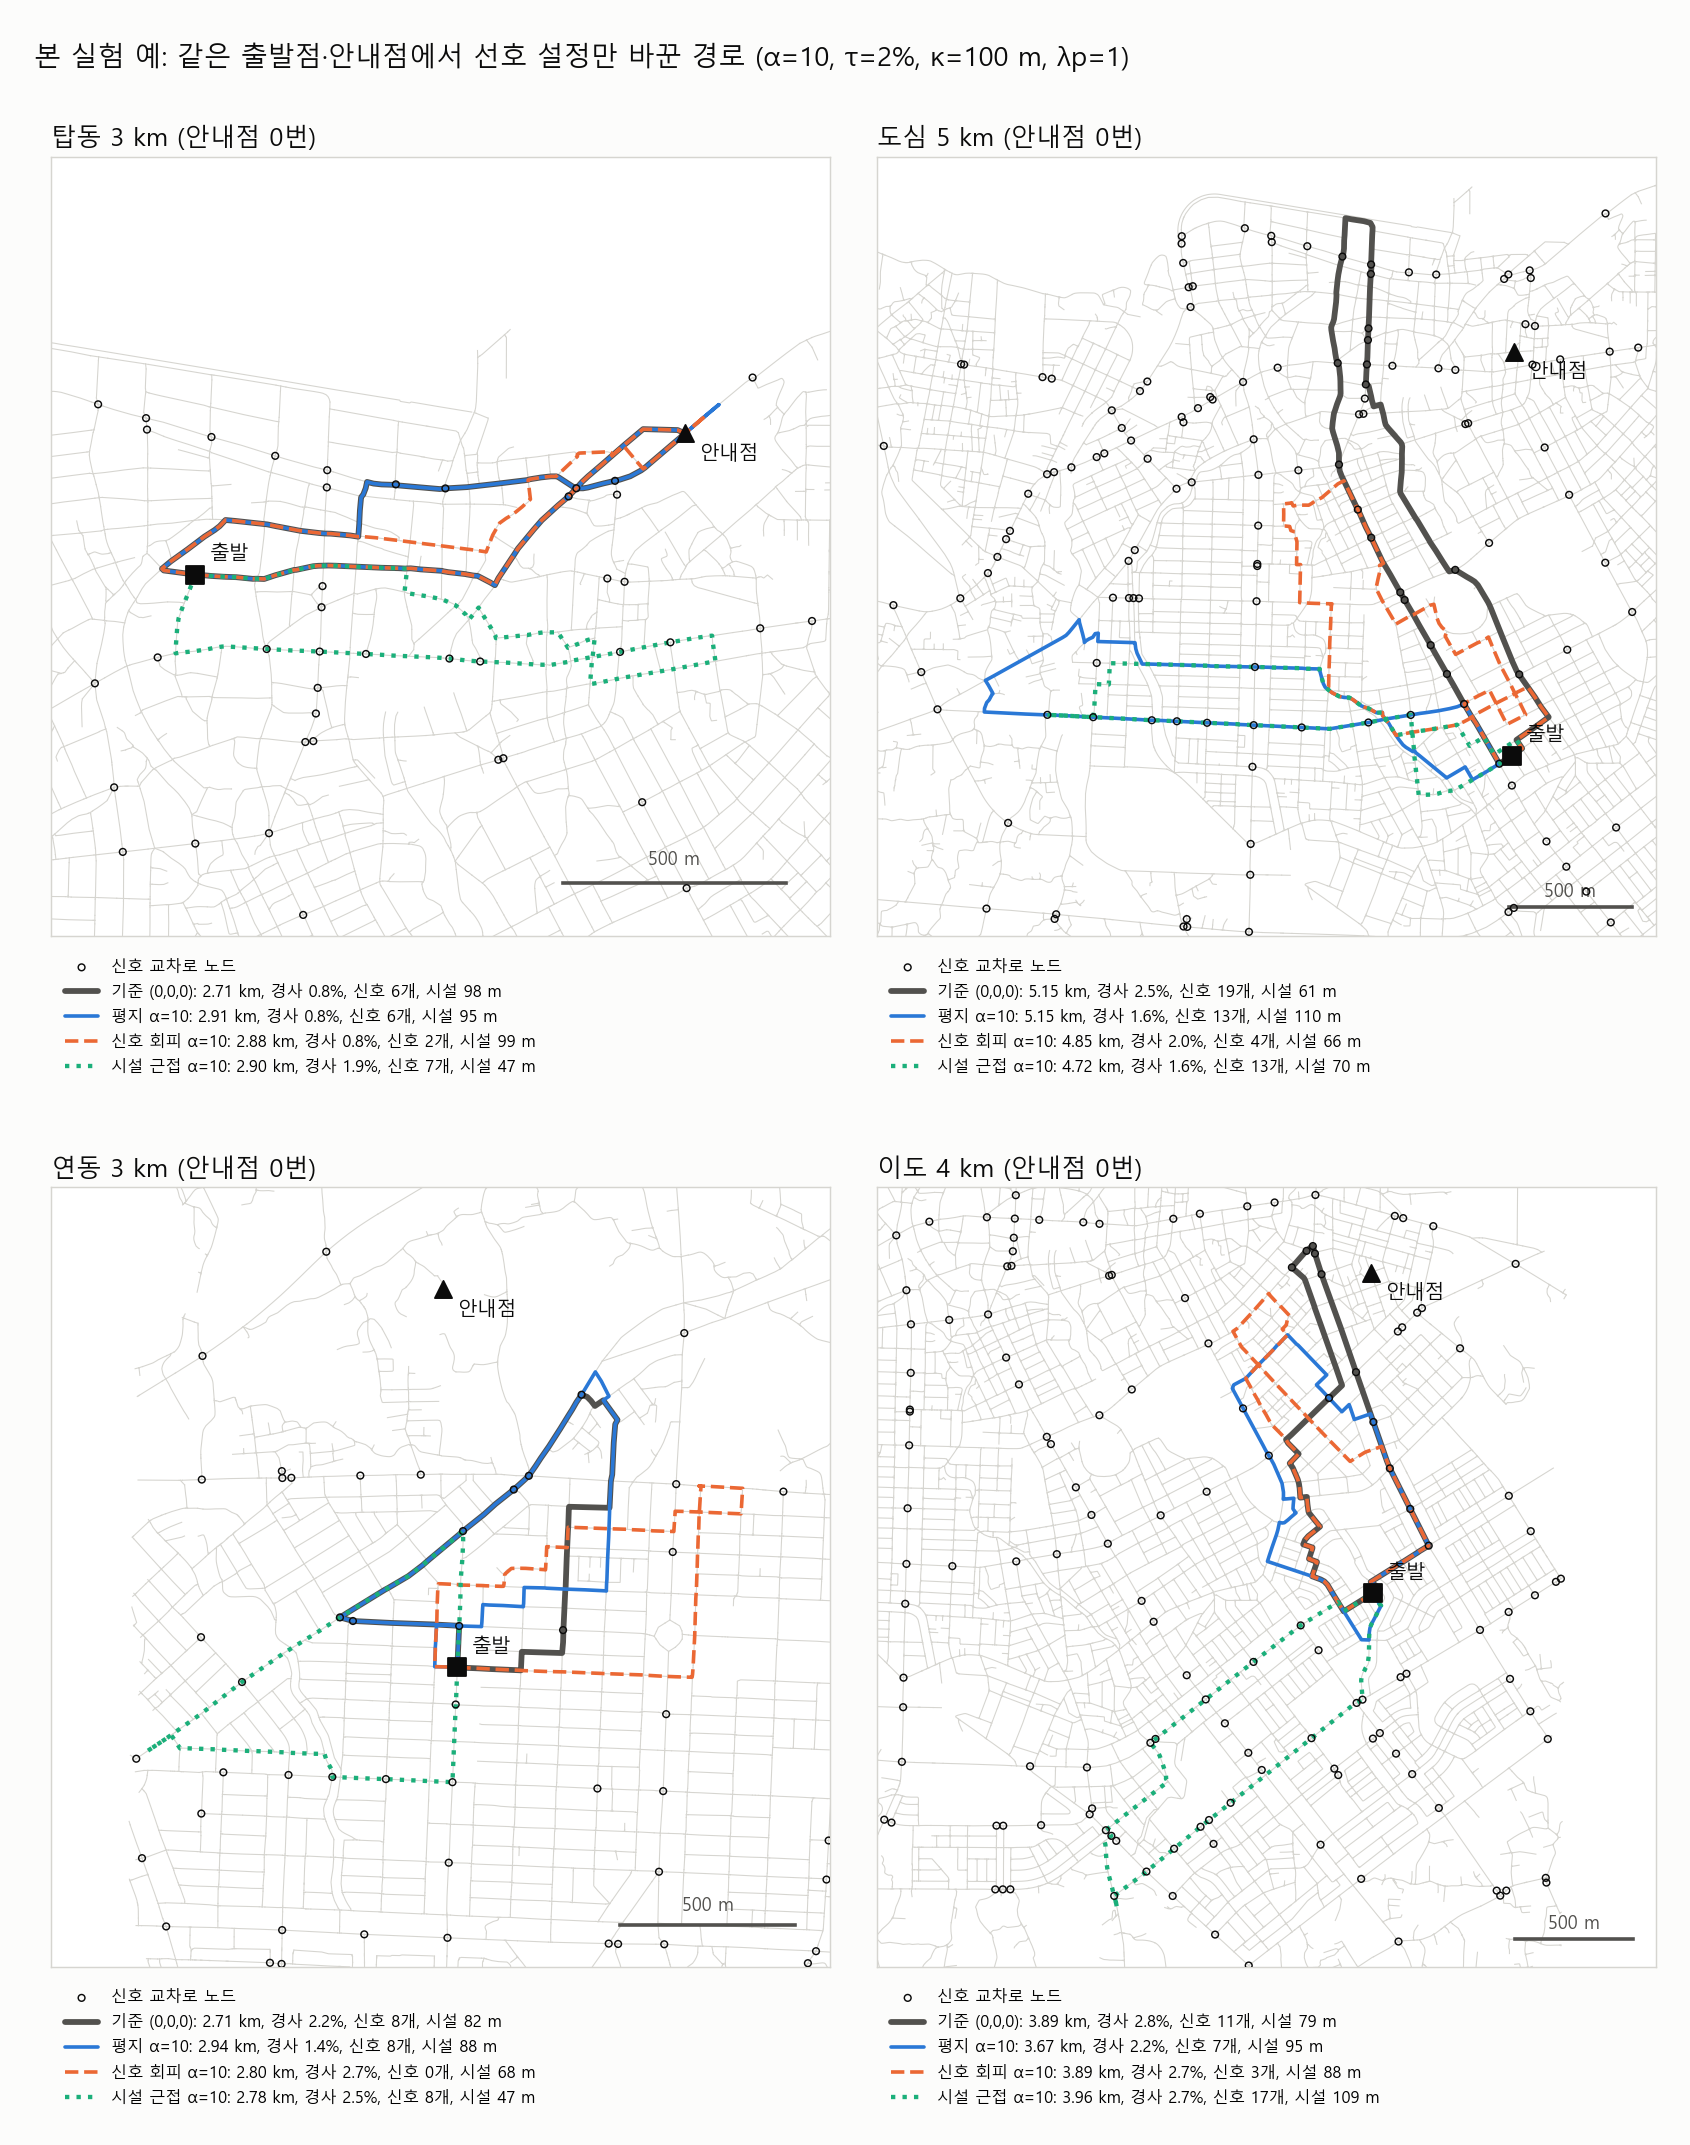 본 실험 예: 같은 출발점·안내점에서 선호 설정만 바꾼 경로 (α=10, τ=2%, κ=100 m, λp=1)
탑동 3 km (안내점 0번)
안내점
출발
500 m
신호 교차로 노드
기준 (0,0,0): 2.71 km, 경사 0.8%, 신호 6개, 시설 98 m
평지 α=10: 2.91 km, 경사 0.8%, 신호 6개, 시설 95 m
신호 회피 α=10: 2.88 km, 경사 0.8%, 신호 2개, 시설 99 m
시설 근접 α=10: 2.90 km, 경사 1.9%, 신호 7개, 시설 47 m
도심 5 km (안내점 0번)
안내점
출발
500 m
신호 교차로 노드
기준 (0,0,0): 5.15 km, 경사 2.5%, 신호 19개, 시설 61 m
평지 α=10: 5.15 km, 경사 1.6%, 신호 13개, 시설 110 m
신호 회피 α=10: 4.85 km, 경사 2.0%, 신호 4개, 시설 66 m
시설 근접 α=10: 4.72 km, 경사 1.6%, 신호 13개, 시설 70 m
연동 3 km (안내점 0번)
안내점
출발
500 m
신호 교차로 노드
기준 (0,0,0): 2.71 km, 경사 2.2%, 신호 8개, 시설 82 m
평지 α=10: 2.94 km, 경사 1.4%, 신호 8개, 시설 88 m
신호 회피 α=10: 2.80 km, 경사 2.7%, 신호 0개, 시설 68 m
시설 근접 α=10: 2.78 km, 경사 2.5%, 신호 8개, 시설 47 m
이도 4 km (안내점 0번)
안내점
출발
500 m
신호 교차로 노드
기준 (0,0,0): 3.89 km, 경사 2.8%, 신호 11개, 시설 79 m
평지 α=10: 3.67 km, 경사 2.2%, 신호 7개, 시설 95 m
신호 회피 α=10: 3.89 km, 경사 2.7%, 신호 3개, 시설 88 m
시설 근접 α=10: 3.96 km, 경사 2.7%, 신호 17개, 시설 109 m